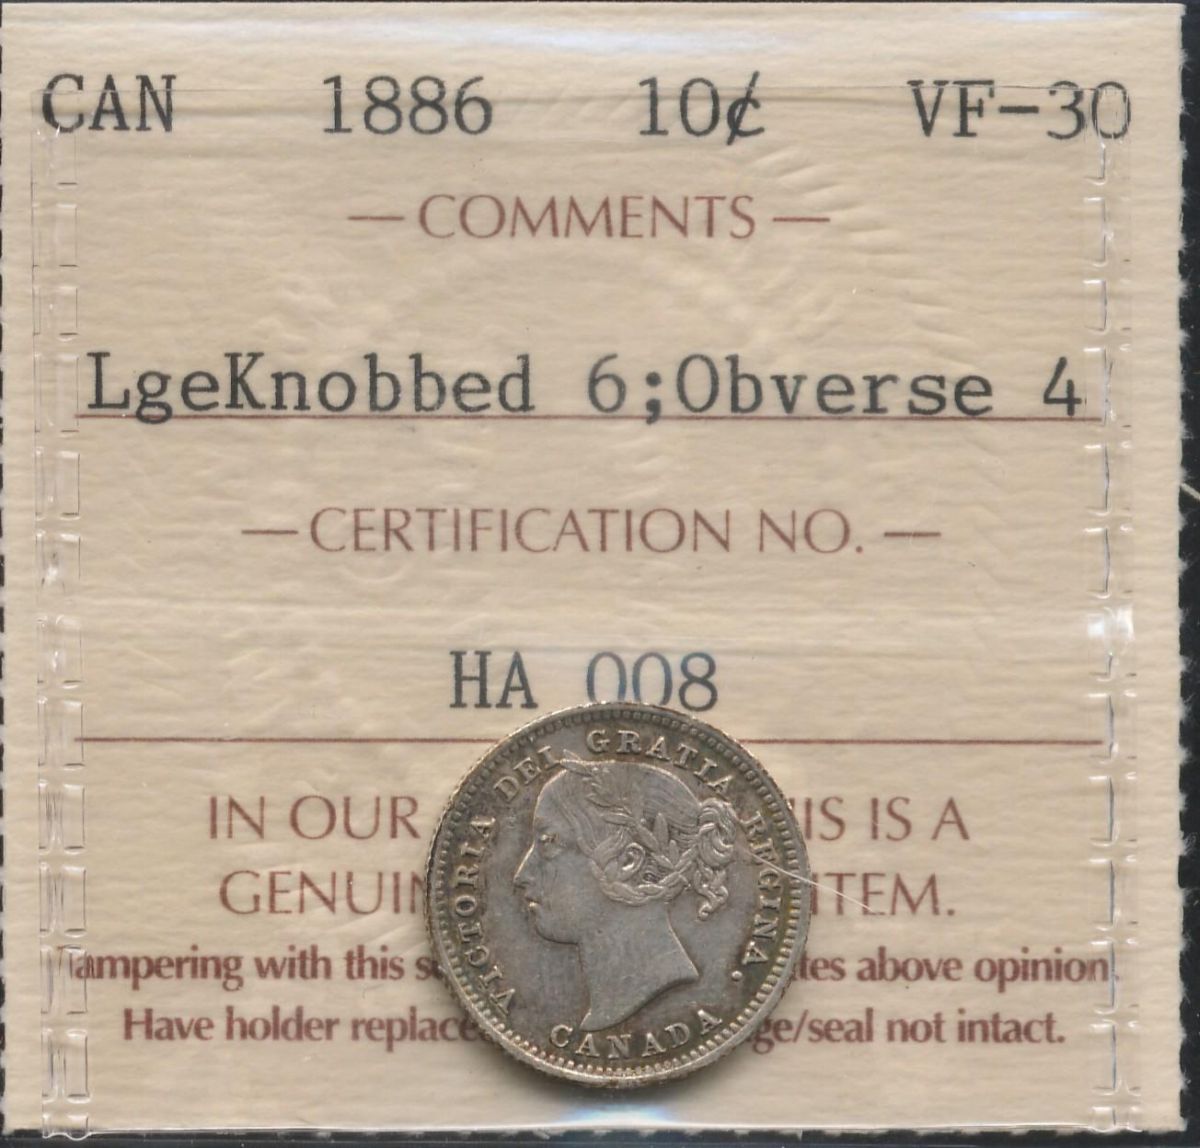 CAN 1886 10¢ VF-30
— COMMENTS —
LgeKnobbed 6;Obverse 4
— CERTIFICATION NO. —
HA 008
IN OUR IS IS A
GENUIN ITEM.
Tampering with this s tes above opinion.
Have holder replace ge/seal not intact.
VICTORIA DEI GRATIA REGINA.
CANADA